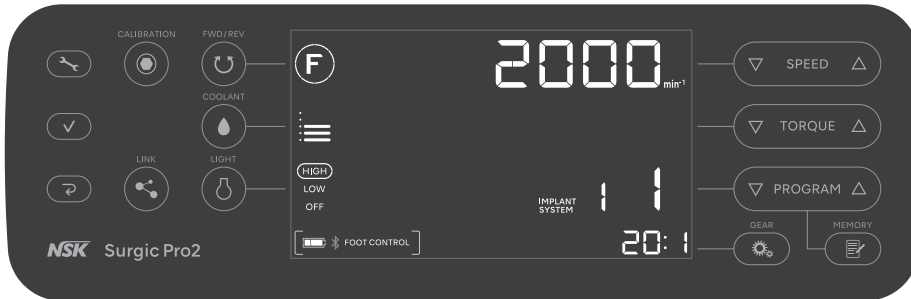 CALIBRATION
FWD/REV
F
2000 min-1
SPEED
COOLANT
TORQUE
LINK
LIGHT
HIGH
LOW
OFF
IMPLANT
SYSTEM
1 1
PROGRAM
FOOT CONTROL
20:1
GEAR
MEMORY
NSK Surgic Pro2